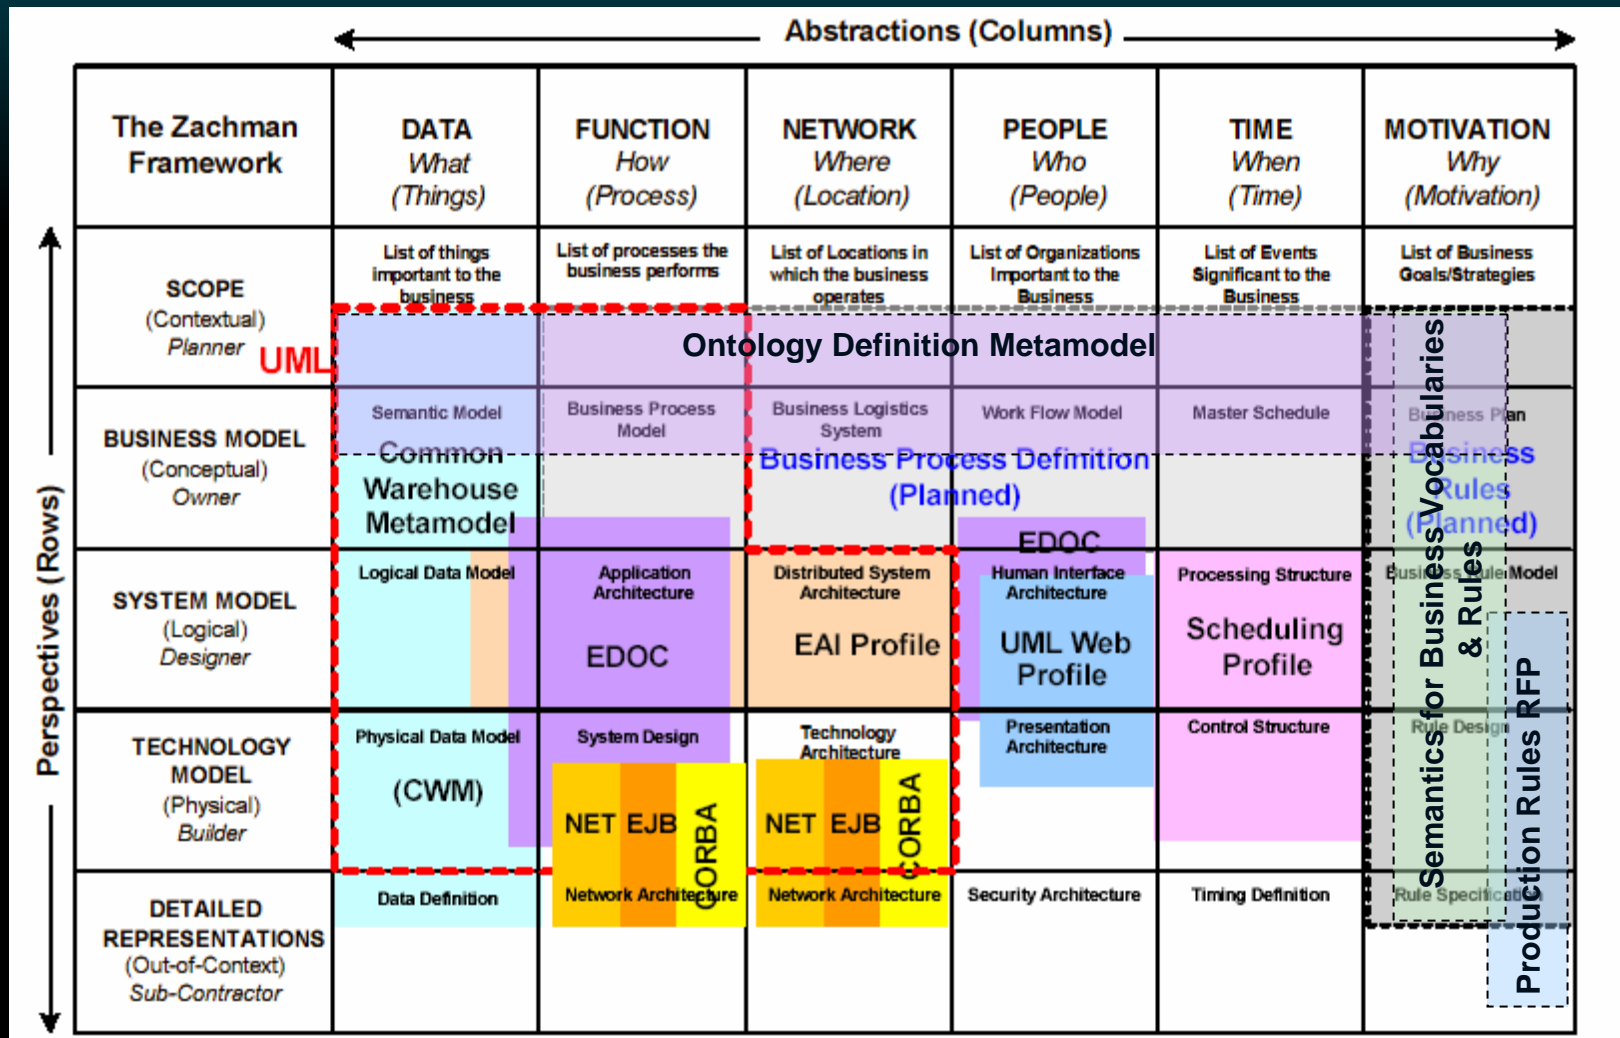 Abstractions (Columns)
Perspectives (Rows)
The Zachman
Framework
DATA
What
(Things)
FUNCTION
How
(Process)
NETWORK
Where
(Location)
PEOPLE
Who
(People)
TIME
When
(Time)
MOTIVATION
Why
(Motivation)
SCOPE
(Contextual)
Planner
List of things
important to the
business
List of processes the
business performs
List of Locations in
which the business
operates
List of Organizations
Important to the
Business
List of Events
Significant to the
Business
List of Business
Goals/Strategies
UML
Ontology Definition Metamodel
BUSINESS MODEL
(Conceptual)
Owner
Semantic Model
Common
Warehouse
Metamodel
Business Process
Model
Business Logistics
System
Work Flow Model
Master Schedule
Business Plan
Business Process Definition
(Planned)
Business
Rules
(Planned)
EDOC
SYSTEM MODEL
(Logical)
Designer
Logical Data Model
Application
Architecture
EDOC
Distributed System
Architecture
EAI Profile
Human Interface
Architecture
UML Web
Profile
Processing Structure
Scheduling
Profile
Business Rule Model
Semantics for Business Vocabularies
& Rules
Production Rules RFP
TECHNOLOGY
MODEL
(Physical)
Builder
Physical Data Model
(CWM)
System Design
NET EJB CORBA
Technology
Architecture
NET EJB CORBA
Presentation
Architecture
Control Structure
Rule Design
DETAILED
REPRESENTATIONS
(Out-of-Context)
Sub-Contractor
Data Definition
Network Architecture
Network Architecture
Security Architecture
Timing Definition
Rule Specification